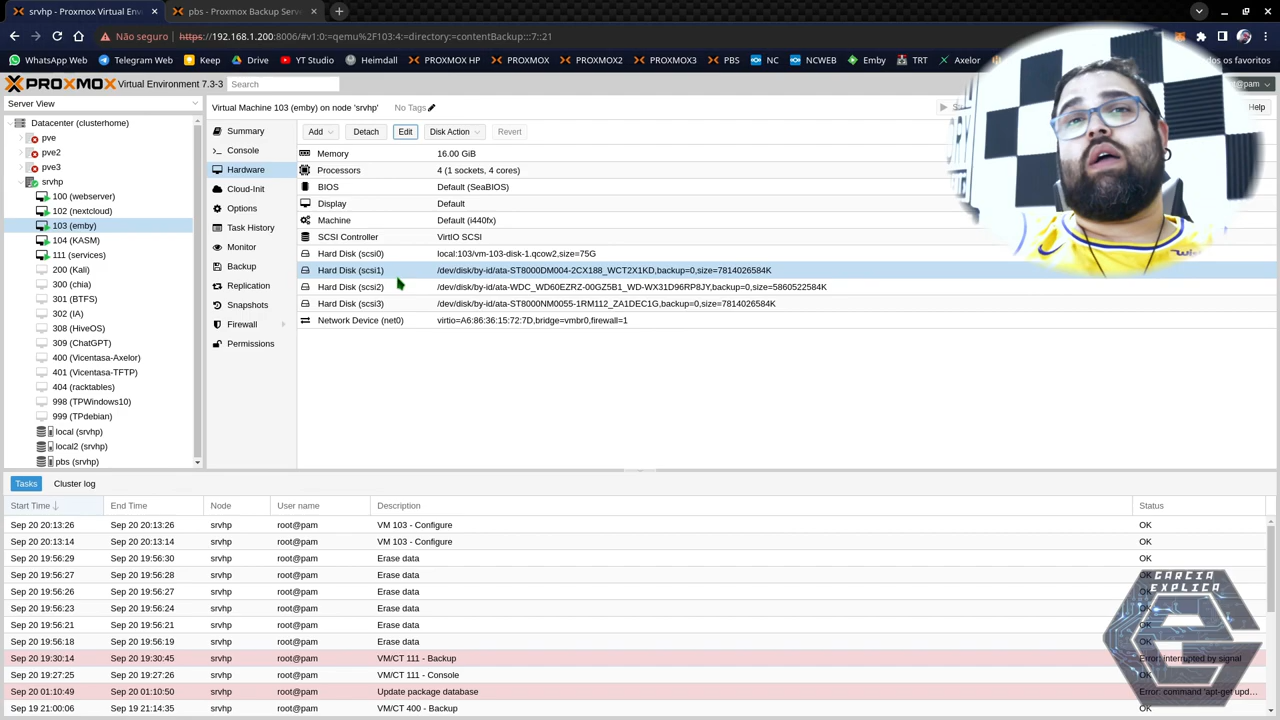 srvhp - Proxmox Virtual Env
pbs - Proxmox Backup Serve
Não seguro https://192.168.1.200:8006/#v1:0:=qemu%2F103:4:=directory:=contentBackup:::7::21
WhatsApp Web Telegram Web Keep Drive YT Studio Heimdall PROXMOX HP PROXMOX PROXMOX2 PROXMOX3 PBS NC NCWEB Emby TRT Axelor os favoritos
PROXMOX Virtual Environment 7.3-3 Search @pam
Server View
Datacenter (clusterhome)
pve
pve2
pve3
srvhp
100 (webserver)
102 (nextcloud)
103 (emby)
104 (KASM)
111 (services)
200 (Kali)
300 (chia)
301 (BTFS)
302 (IA)
308 (HiveOS)
309 (ChatGPT)
400 (Vicentasa-Axelor)
401 (Vicentasa-TFTP)
404 (racktables)
998 (TPWindows10)
999 (TPdebian)
local (srvhp)
local2 (srvhp)
pbs (srvhp)
Virtual Machine 103 (emby) on node 'srvhp' No Tags Help
Summary
Console
Hardware
Cloud-Init
Options
Task History
Monitor
Backup
Replication
Snapshots
Firewall
Permissions
Add Detach Edit Disk Action Revert
Memory 16.00 GiB
Processors 4 (1 sockets, 4 cores)
BIOS Default (SeaBIOS)
Display Default
Machine Default (i440fx)
SCSI Controller VirtIO SCSI
Hard Disk (scsi0) local:103/vm-103-disk-1.qcow2,size=75G
Hard Disk (scsi1) /dev/disk/by-id/ata-ST8000DM004-2CX188_WCT2X1KD,backup=0,size=7814026584K
Hard Disk (scsi2) /dev/disk/by-id/ata-WDC_WD60EZRZ-00GZ5B1_WD-WX31D96RP8JY,backup=0,size=5860522584K
Hard Disk (scsi3) /dev/disk/by-id/ata-ST8000NM0055-1RM112_ZA1DEC1G,backup=0,size=7814026584K
Network Device (net0) virtio=A6:86:36:15:72:7D,bridge=vmbr0,firewall=1
Tasks Cluster log
Start Time End Time Node User name Description Status
Sep 20 20:13:26 Sep 20 20:13:26 srvhp root@pam VM 103 - Configure OK
Sep 20 20:13:14 Sep 20 20:13:14 srvhp root@pam VM 103 - Configure OK
Sep 20 19:56:29 Sep 20 19:56:30 srvhp root@pam Erase data OK
Sep 20 19:56:27 Sep 20 19:56:28 srvhp root@pam Erase data OK
Sep 20 19:56:26 Sep 20 19:56:27 srvhp root@pam Erase data OK
Sep 20 19:56:23 Sep 20 19:56:24 srvhp root@pam Erase data OK
Sep 20 19:56:21 Sep 20 19:56:21 srvhp root@pam Erase data OK
Sep 20 19:56:18 Sep 20 19:56:19 srvhp root@pam Erase data OK
Sep 20 19:30:14 Sep 20 19:30:45 srvhp root@pam VM/CT 111 - Backup Error: interrupted by signal
Sep 20 19:27:25 Sep 20 19:27:26 srvhp root@pam VM/CT 111 - Console OK
Sep 20 01:10:49 Sep 20 01:10:50 srvhp root@pam Update package database Error: command 'apt-get upd...
Sep 19 21:00:06 Sep 19 21:14:35 srvhp root@pam VM/CT 400 - Backup OK
GARCIA
EXPLICA